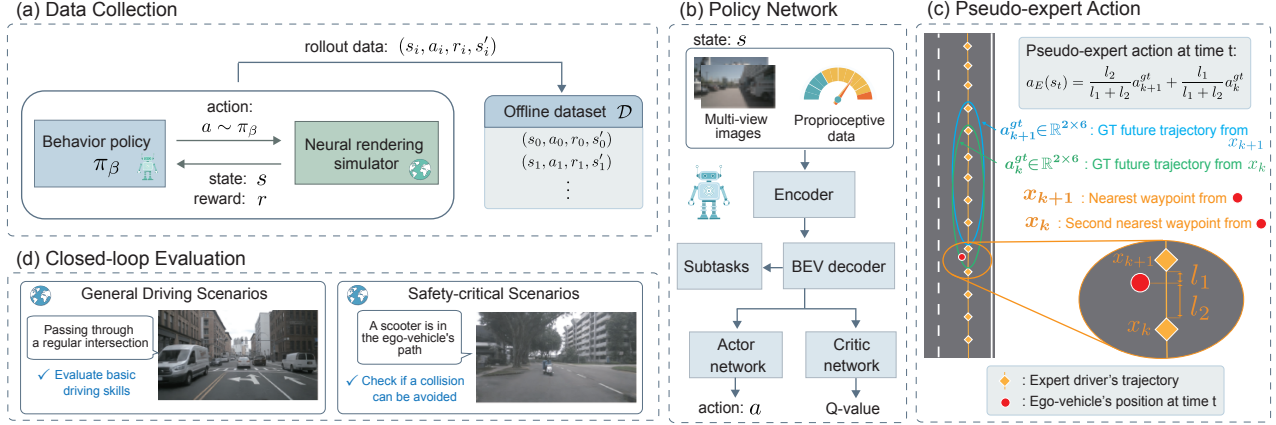 (a) Data Collection
rollout data: (s_i, a_i, r_i, s'_i)
action:
a ∼ π_β
Behavior policy
π_β
Neural rendering
simulator
state: s
reward: r
Offline dataset 𝒟
(s_0, a_0, r_0, s'_0)
(s_1, a_1, r_1, s'_1)
⋮
(d) Closed-loop Evaluation
General Driving Scenarios
Passing through
a regular intersection
✓ Evaluate basic
driving skills
Safety-critical Scenarios
A scooter is in
the ego-vehicle's
path
✓ Check if a collision
can be avoided
(b) Policy Network
state: s
Multi-view
images
Proprioceptive
data
Encoder
Subtasks
BEV decoder
Actor
network
Critic
network
action: a
Q-value
(c) Pseudo-expert Action
Pseudo-expert action at time t:
a_E(s_t) = \frac{l_2}{l_1 + l_2} a^{gt}_{k+1} + \frac{l_1}{l_1 + l_2} a^{gt}_k
a^{gt}_{k+1} ∈ ℝ^{2×6} : GT future trajectory from
x_{k+1}
a^{gt}_k ∈ ℝ^{2×6} : GT future trajectory from x_k
x_{k+1} : Nearest waypoint from
x_k : Second nearest waypoint from
x_{k+1}
l_1
l_2
x_k
: Expert driver's trajectory
: Ego-vehicle's position at time t